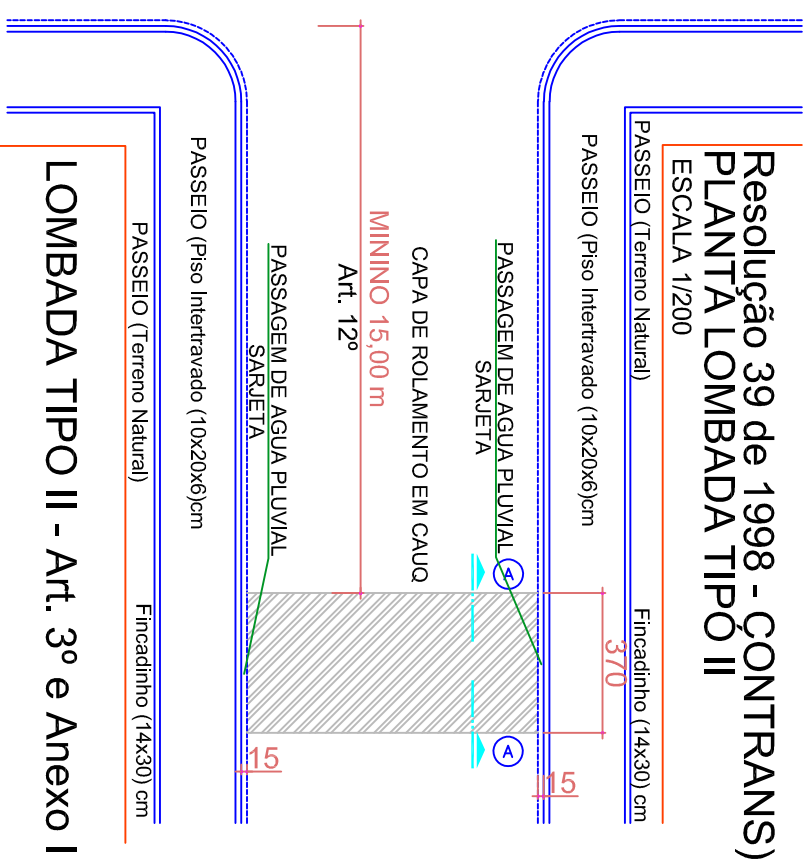 Resolução 39 de 1998 - CONTRANS)
PLANTA LOMBADA TIPO II
ESCALA 1/200
PASSEIO (Terreno Natural)
Fincadinho (14x30) cm
PASSEIO (Piso Intertravado (10x20x6)cm
370
15
PASSAGEM DE AGUA PLUVIAL
SARJETA
A
A
CAPA DE ROLAMENTO EM CAUQ
MININO 15,00 m
Art. 12º
PASSAGEM DE AGUA PLUVIAL
SARJETA
15
PASSEIO (Piso Intertravado (10x20x6)cm
PASSEIO (Terreno Natural)
Fincadinho (14x30) cm
LOMBADA TIPO II - Art. 3º e Anexo I